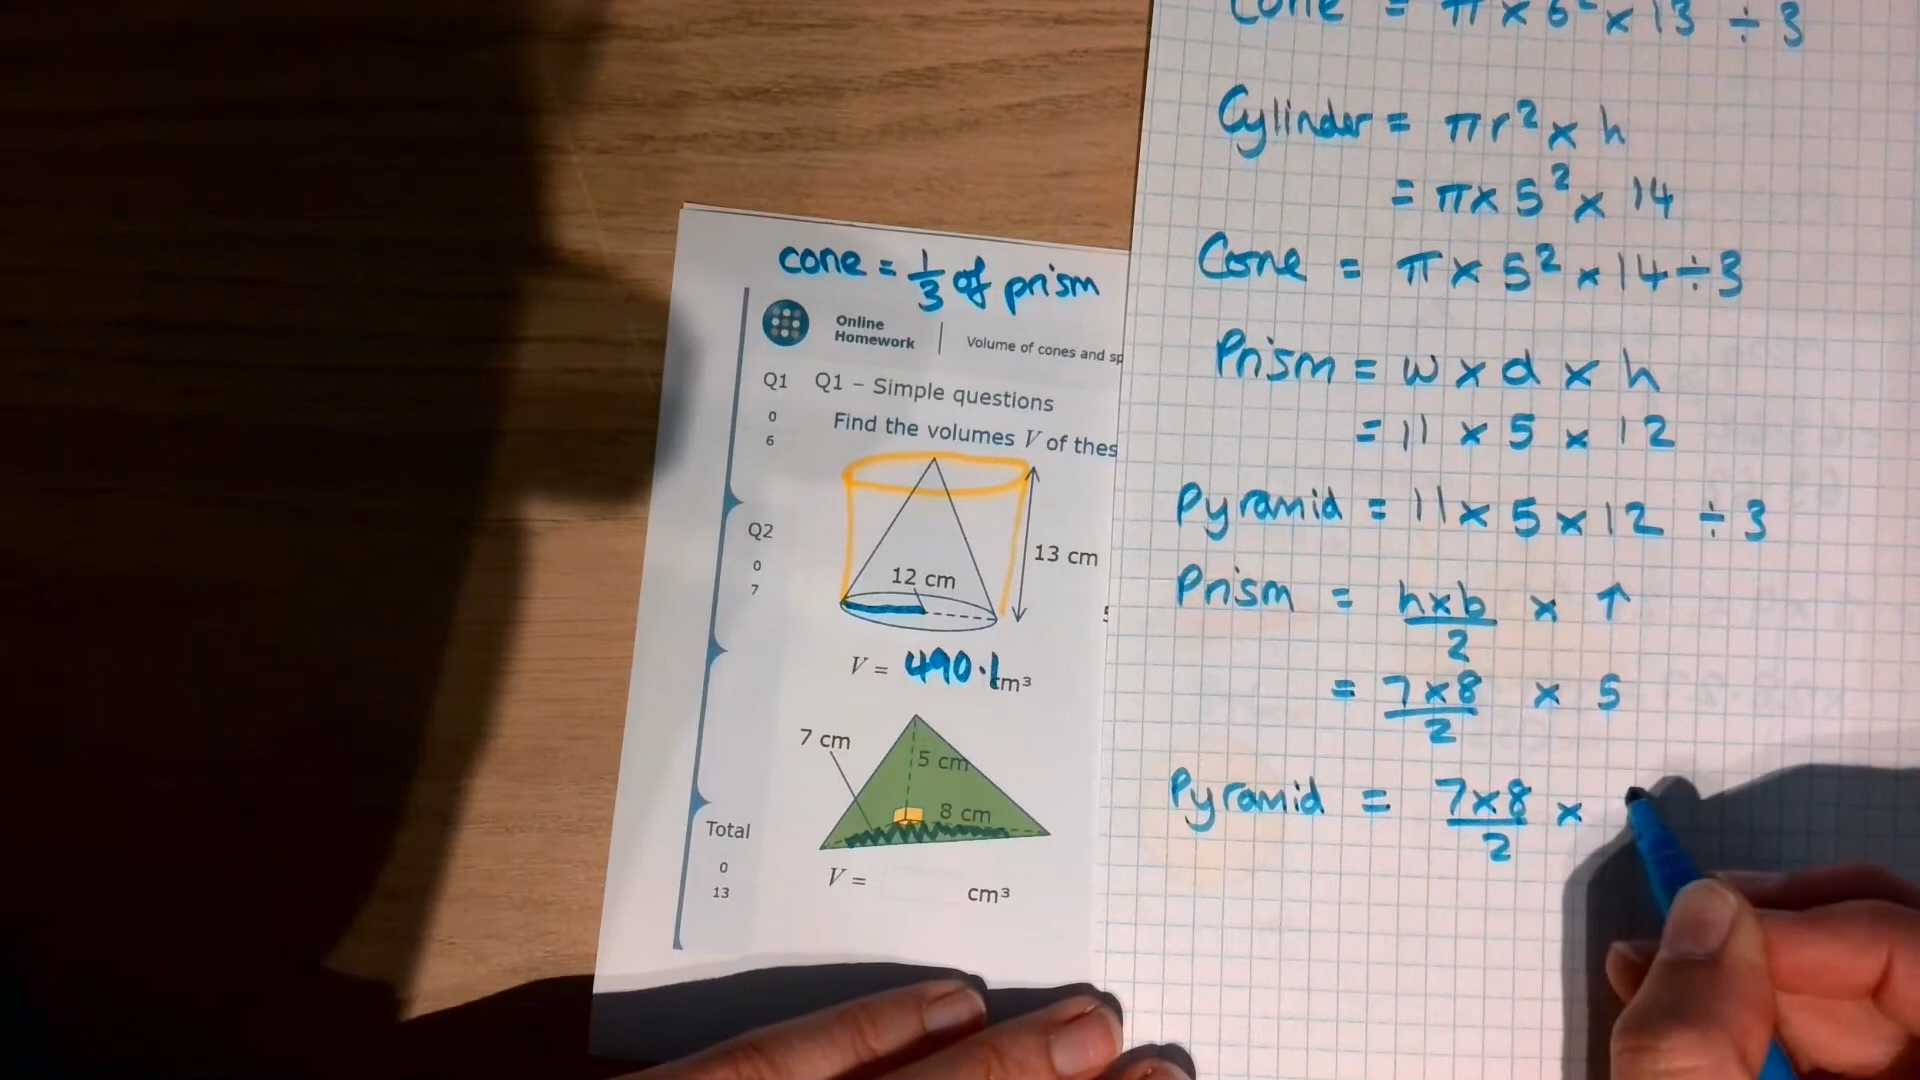 cone = 1/3 of prism
Online
Homework
Volume of cones and sp
Q1 Q1 – Simple questions
0
6
Find the volumes V of thes
13 cm
12 cm
Q2
0
7
V = 490.1 cm³
7 cm
5 cm
8 cm
V = cm³
Total
0
13
Cone = π × 6² × 13 ÷ 3
Cylinder = πr² × h
= π × 5² × 14
Cone = π × 5² × 14 ÷ 3
Prism = w × d × h
= 11 × 5 × 12
Pyramid = 11 × 5 × 12 ÷ 3
Prism = h×b/2 × ↑
= 7×8/2 × 5
Pyramid = 7×8/2 ×